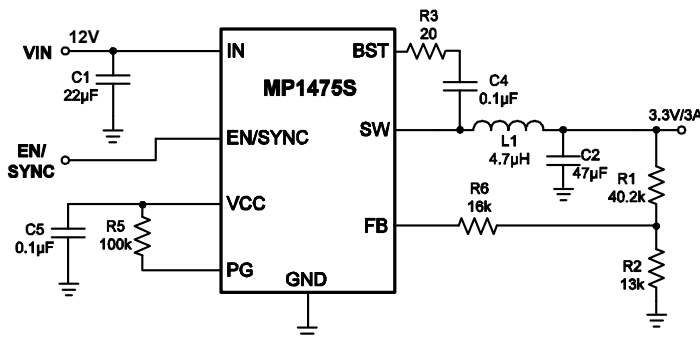 VIN
12V
C1
22µF
EN/
SYNC
C5
0.1µF
R5
100k
IN
MP1475S
EN/SYNC
VCC
PG
GND
BST
SW
FB
R3
20
C4
0.1µF
L1
4.7µH
3.3V/3A
C2
47µF
R1
40.2k
R6
16k
R2
13k